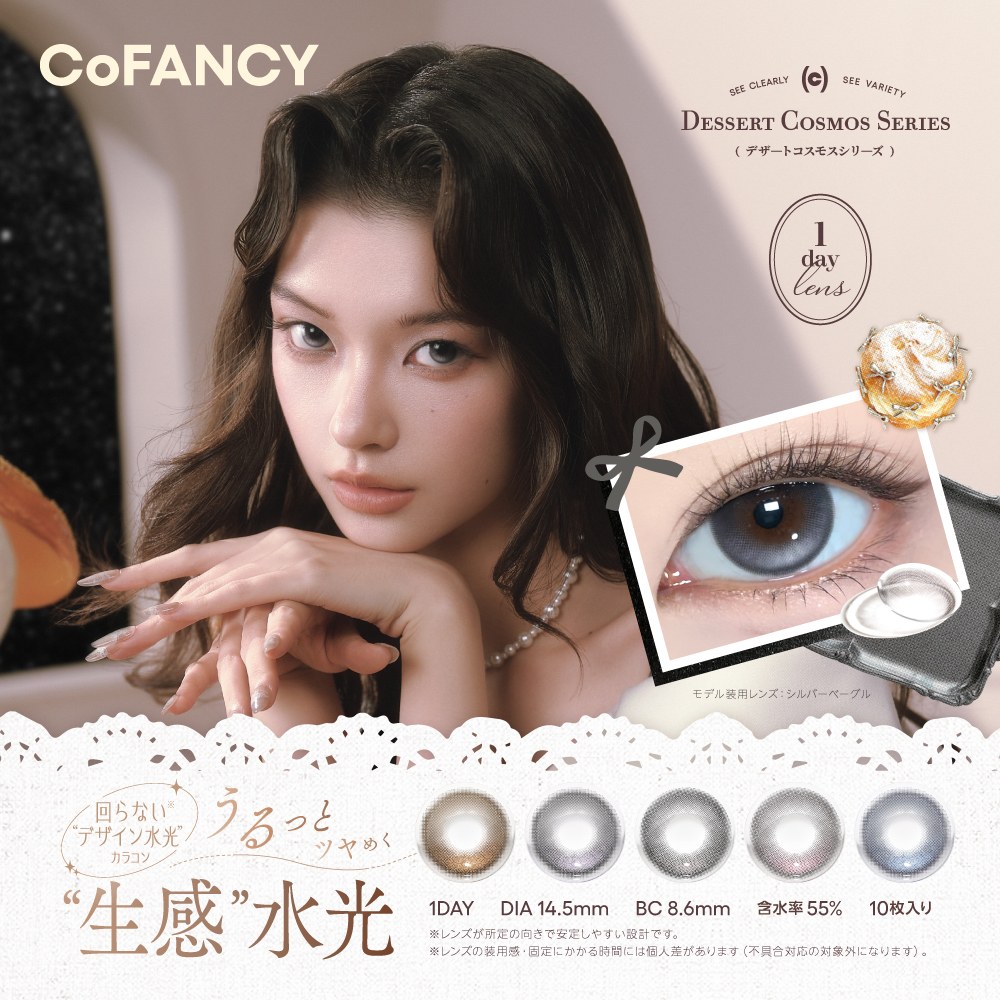 CoFANCY
SEE CLEARLY (c) SEE VARIETY
DESSERT COSMOS SERIES
( デザートコスモスシリーズ )
1
day
lens
モデル装用レンズ：シルバーベーグル
回らない※
"デザイン水光"
カラコン
うるっと
ツヤめく
“生感”水光
1DAY DIA 14.5mm BC 8.6mm 含水率 55% 10枚入り
※レンズが所定の向きで安定しやすい設計です。
※レンズの装用感・固定にかかる時間には個人差があります（不具合対応の対象外になります）。